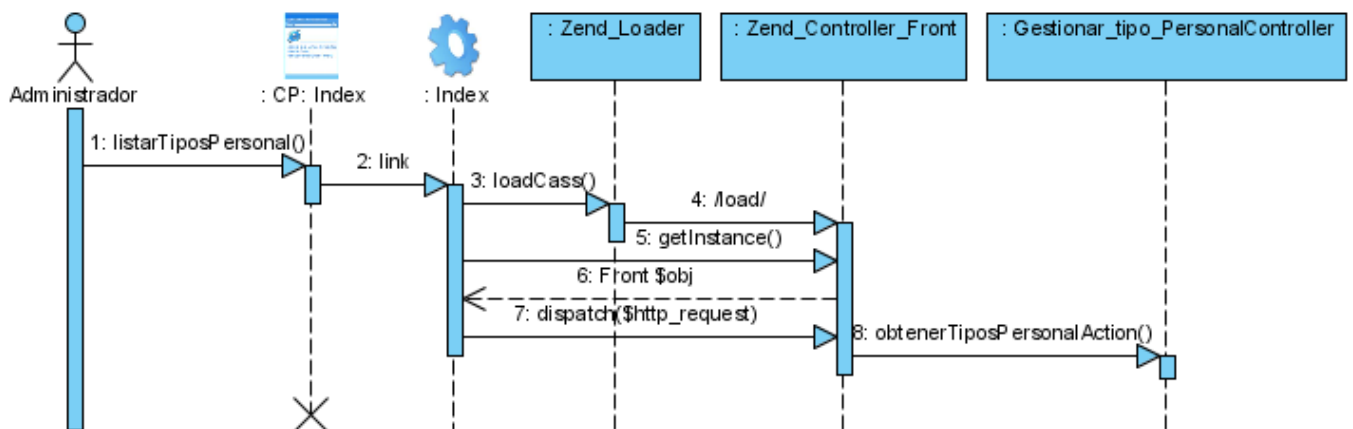 : Zend_Loader
: Zend_Controller_Front
: Gestionar_tipo_PersonalController
Administrador
: CP: Index
: Index
1: listarTiposPersonal()
2: link
3: loadCass()
4: /load/
5: getInstance()
6: Front $obj
7: dispatch($http_request)
8: obtenerTiposPersonalAction()